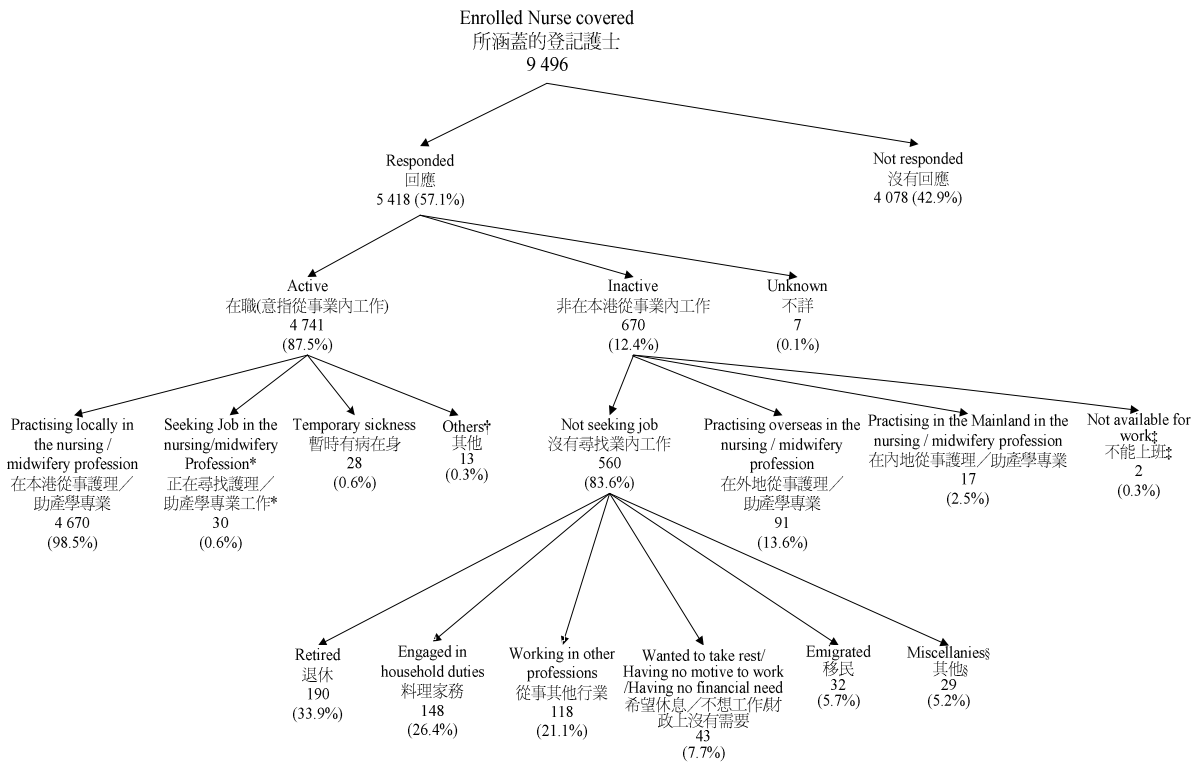 Enrolled Nurse covered
所涵蓋的登記護士
9 496
Responded
回應
5 418 (57.1%)
Not responded
沒有回應
4 078 (42.9%)
Active
在職(意指從事業內工作)
4 741
(87.5%)
Inactive
非在本港從事業內工作
670
(12.4%)
Unknown
不詳
7
(0.1%)
Practising locally in
the nursing /
midwifery profession
在本港從事護理／
助產學專業
4 670
(98.5%)
Seeking Job in the
nursing/midwifery
Profession*
正在尋找護理／
助產學專業工作*
30
(0.6%)
Temporary sickness
暫時有病在身
28
(0.6%)
Others†
其他
13
(0.3%)
Not seeking job
沒有尋找業內工作
560
(83.6%)
Practising overseas in the
nursing / midwifery
profession
在外地從事護理／
助產學專業
91
(13.6%)
Practising in the Mainland in the
nursing / midwifery profession
在內地從事護理／助產學專業
17
(2.5%)
Not available for
work‡
不能上班‡
2
(0.3%)
Retired
退休
190
(33.9%)
Engaged in
household duties
料理家務
148
(26.4%)
Working in other
professions
從事其他行業
118
(21.1%)
Wanted to take rest/
Having no motive to work
/Having no financial need
希望休息／不想工作/財
政上沒有需要
43
(7.7%)
Emigrated
移民
32
(5.7%)
Miscellanies§
其他§
29
(5.2%)